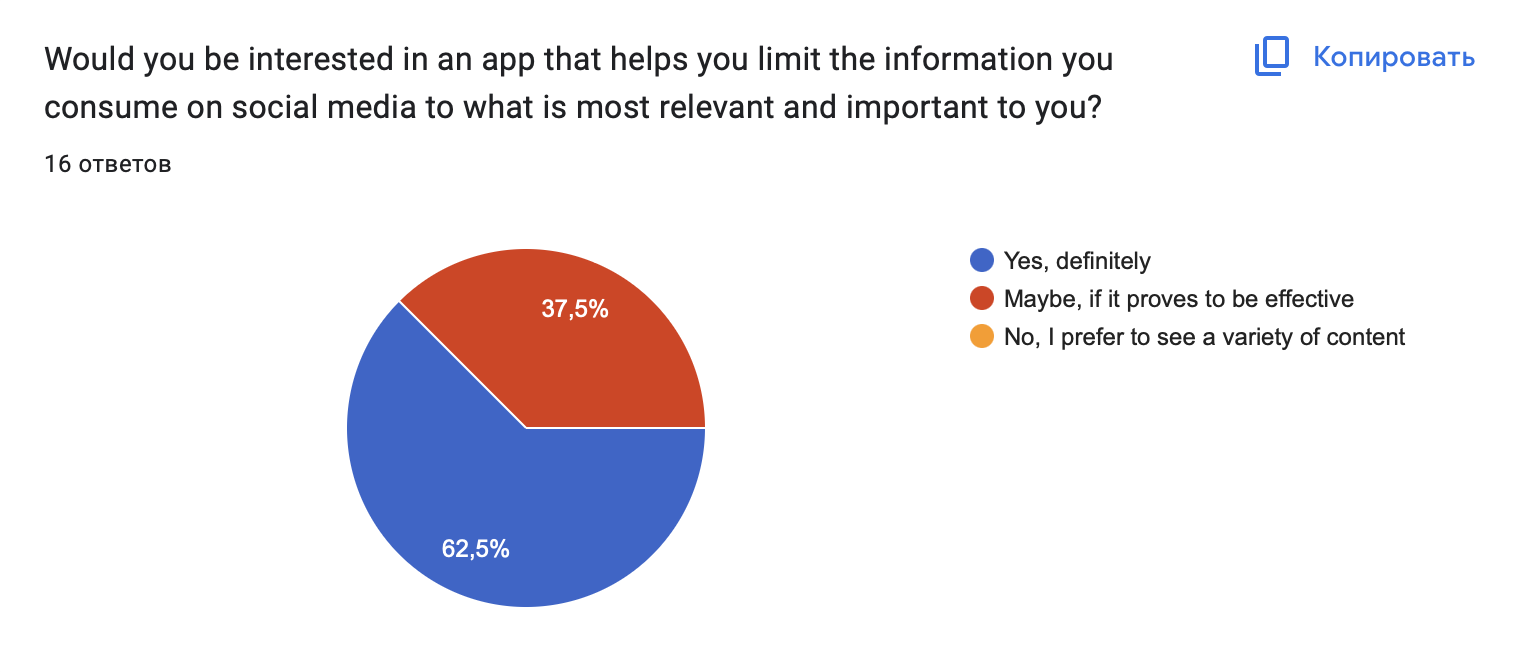 Would you be interested in an app that helps you limit the information you
consume on social media to what is most relevant and important to you?
Копировать
16 ответов
Yes, definitely
Maybe, if it proves to be effective
No, I prefer to see a variety of content
37,5%
62,5%